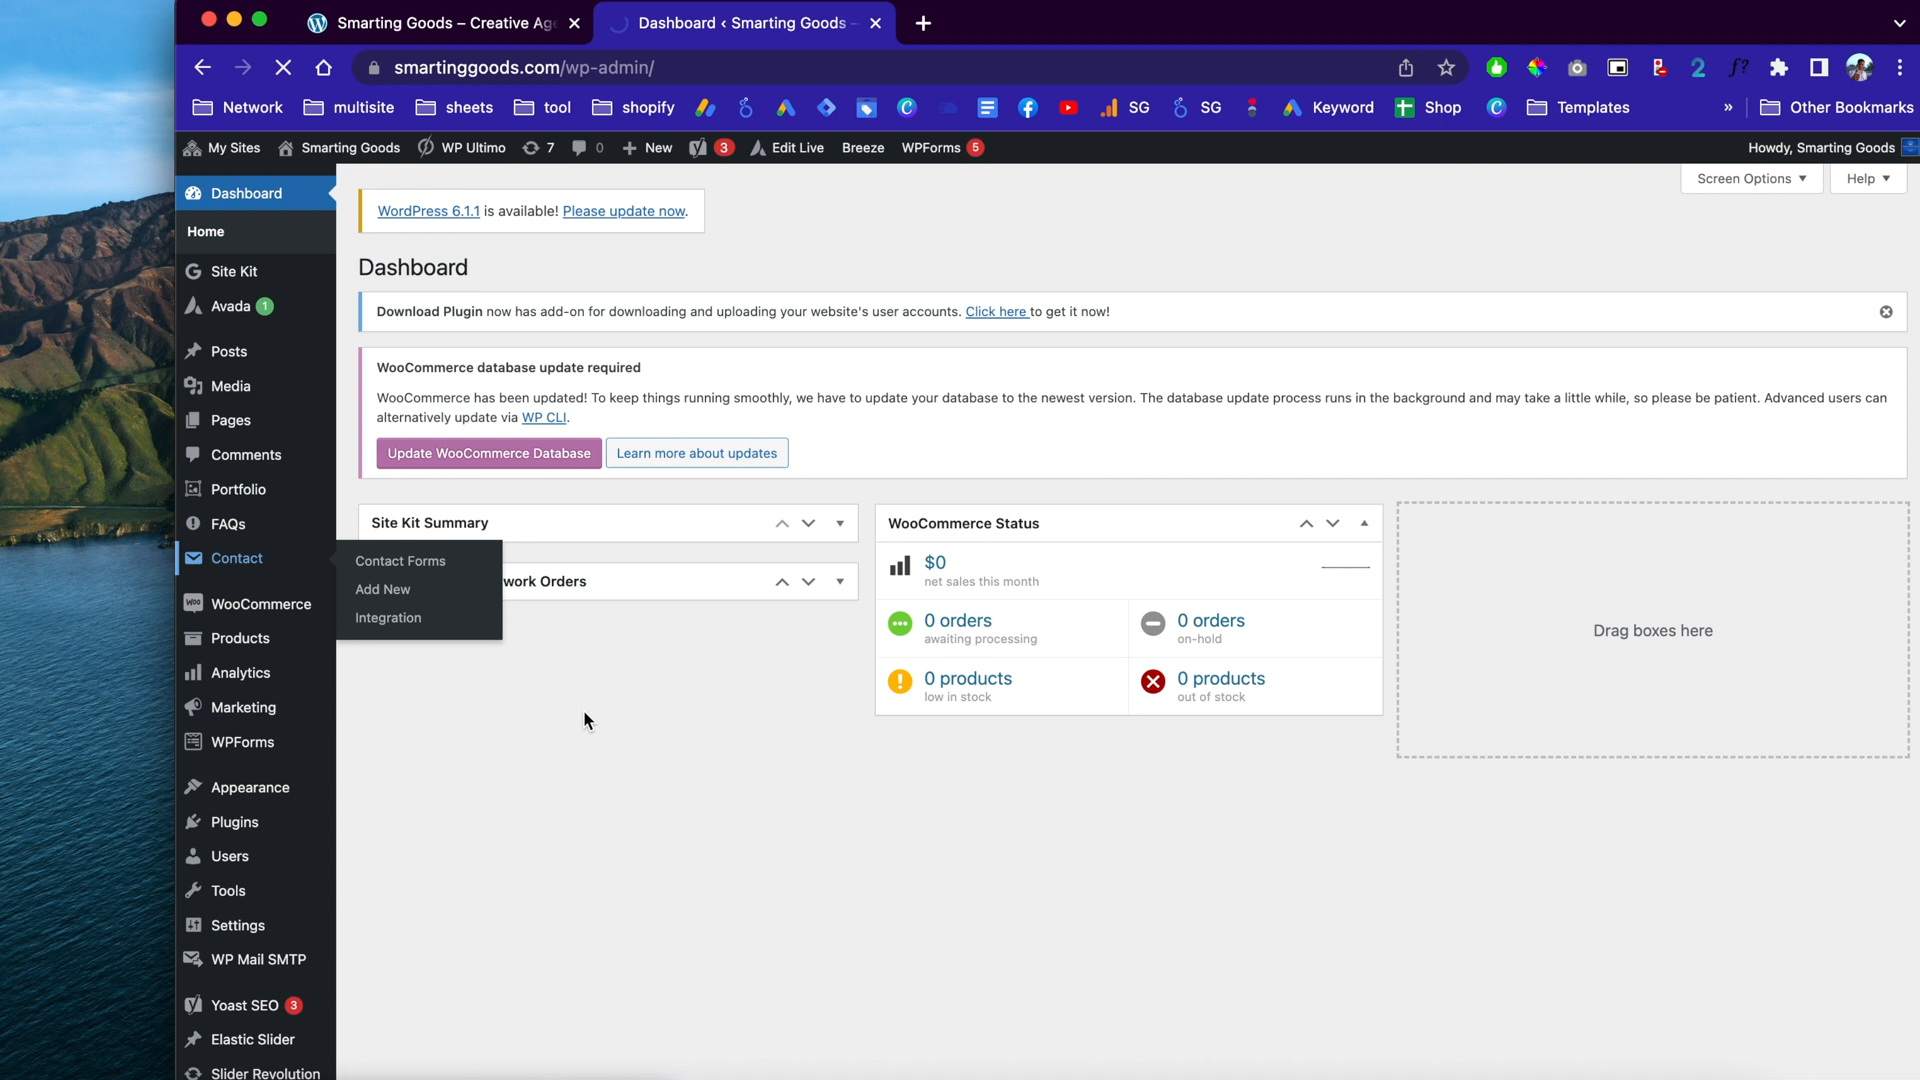 Smarting Goods – Creative Age
Dashboard ‹ Smarting Goods –
smartinggoods.com/wp-admin/
Network
multisite
sheets
tool
shopify
SG
SG
Keyword
Shop
Templates
»
Other Bookmarks
My Sites
Smarting Goods
WP Ultimo
7
0
New
3
Edit Live
Breeze
WPForms 5
Howdy, Smarting Goods
Screen Options
Help
Dashboard
Home
Site Kit
Avada 1
Posts
Media
Pages
Comments
Portfolio
FAQs
Contact
WooCommerce
Products
Analytics
Marketing
WPForms
Appearance
Plugins
Users
Tools
Settings
WP Mail SMTP
Yoast SEO 3
Elastic Slider
Slider Revolution
Contact Forms
Add New
Integration
WordPress 6.1.1 is available! Please update now.
Dashboard
Download Plugin now has add-on for downloading and uploading your website's user accounts. Click here to get it now!
WooCommerce database update required
WooCommerce has been updated! To keep things running smoothly, we have to update your database to the newest version. The database update process runs in the background and may take a little while, so please be patient. Advanced users can
alternatively update via WP CLI.
Update WooCommerce Database
Learn more about updates
Site Kit Summary
work Orders
WooCommerce Status
$0
net sales this month
0 orders
awaiting processing
0 orders
on-hold
0 products
low in stock
0 products
out of stock
Drag boxes here